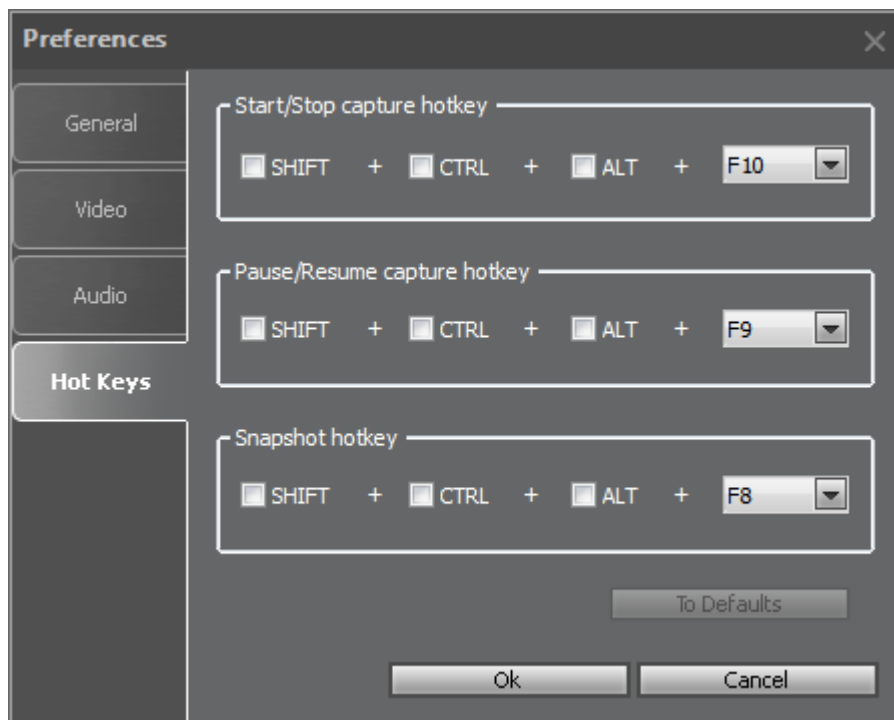 Preferences
General
Video
Audio
Hot Keys
Start/Stop capture hotkey
SHIFT + CTRL + ALT + F10
Pause/Resume capture hotkey
SHIFT + CTRL + ALT + F9
Snapshot hotkey
SHIFT + CTRL + ALT + F8
To Defaults
Ok Cancel